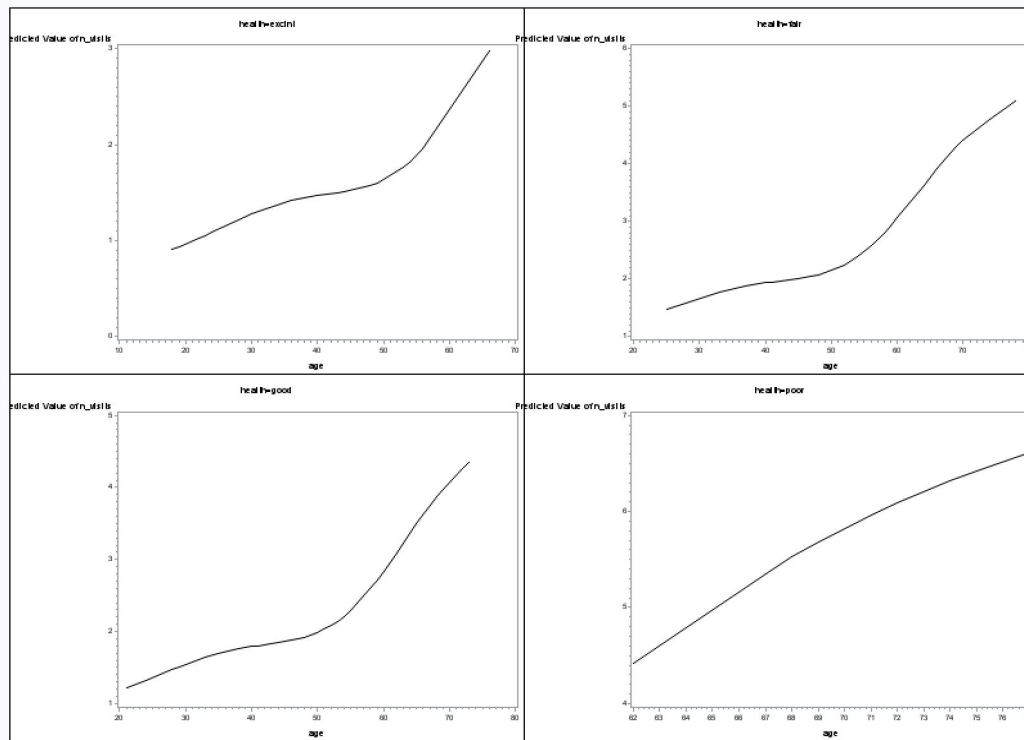 health=exclnt
edicted Value of n_visits
3
2
1
0
10 20 30 40 50 60 70
age
health=fair
Predicted Value of n_visits
6
5
4
3
2
1
20 30 40 50 60 70
age
health=good
edicted Value of n_visits
5
4
3
2
1
20 30 40 50 60 70 80
age
health=poor
Predicted Value of n_visits
7
6
5
4
62 63 64 65 66 67 68 69 70 71 72 73 74 75 76
age